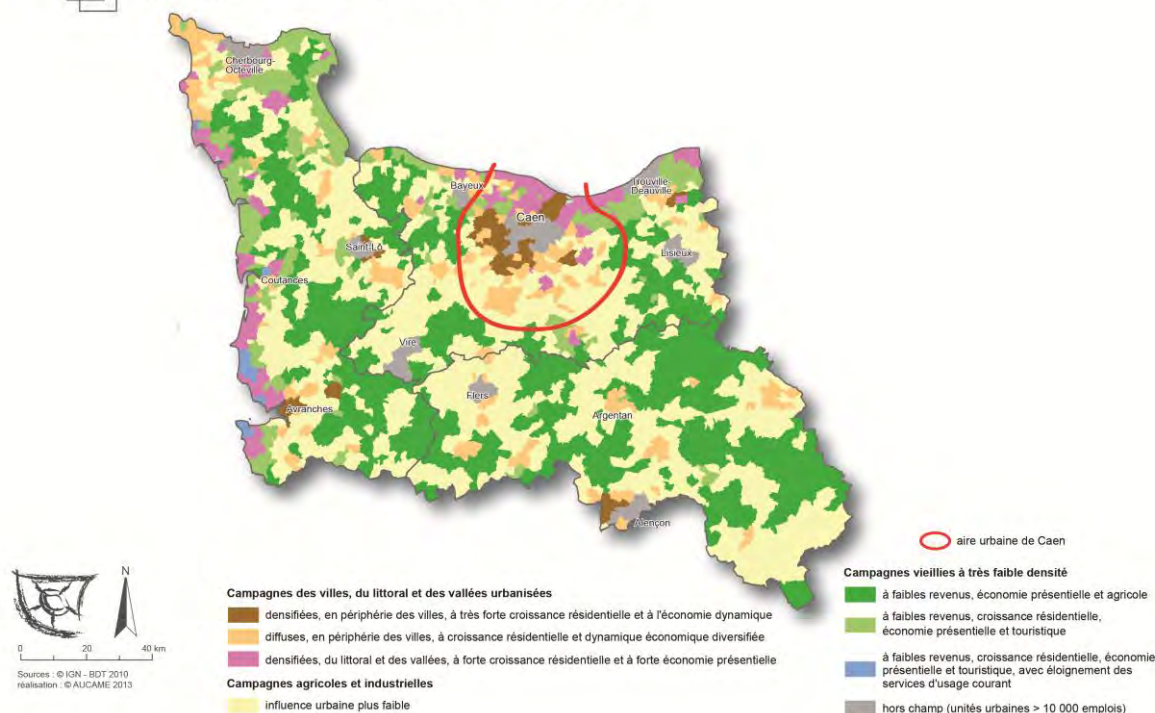 Cherbourg-
Octeville
Bayeux
Trouville-
Deauville
Caen
Saint-Lô
Lisieux
Coutances
Vire
Flers
Avranches
Argentan
Alençon
aire urbaine de Caen
N
0 20 40 km
Sources : © IGN - BDT 2010
réalisation : © AUCAME 2013
Campagnes des villes, du littoral et des vallées urbanisées
densifiées, en périphérie des villes, à très forte croissance résidentielle et à l'économie dynamique
diffuses, en périphérie des villes, à croissance résidentielle et dynamique économique diversifiée
densifiées, du littoral et des vallées, à forte croissance résidentielle et à forte économie présentielle
Campagnes agricoles et industrielles
influence urbaine plus faible
Campagnes vieillies à très faible densité
à faibles revenus, économie présentielle et agricole
à faibles revenus, croissance résidentielle,
économie présentielle et touristique
à faibles revenus, croissance résidentielle, économie
présentielle et touristique, avec éloignement des
services d'usage courant
hors champ (unités urbaines > 10 000 emplois)